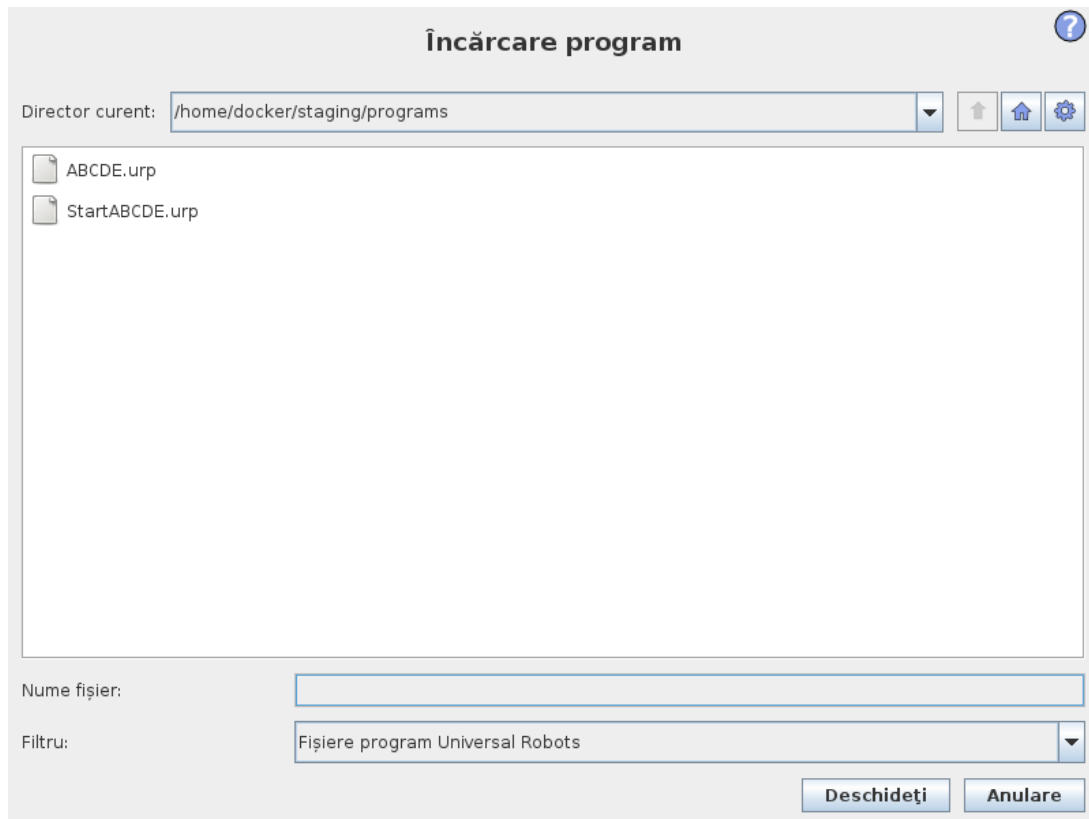 Încărcare program
?
Director curent: /home/docker/staging/programs
ABCDE.urp
StartABCDE.urp
Nume fișier:
Filtru: Fișiere program Universal Robots
Deschideţi Anulare